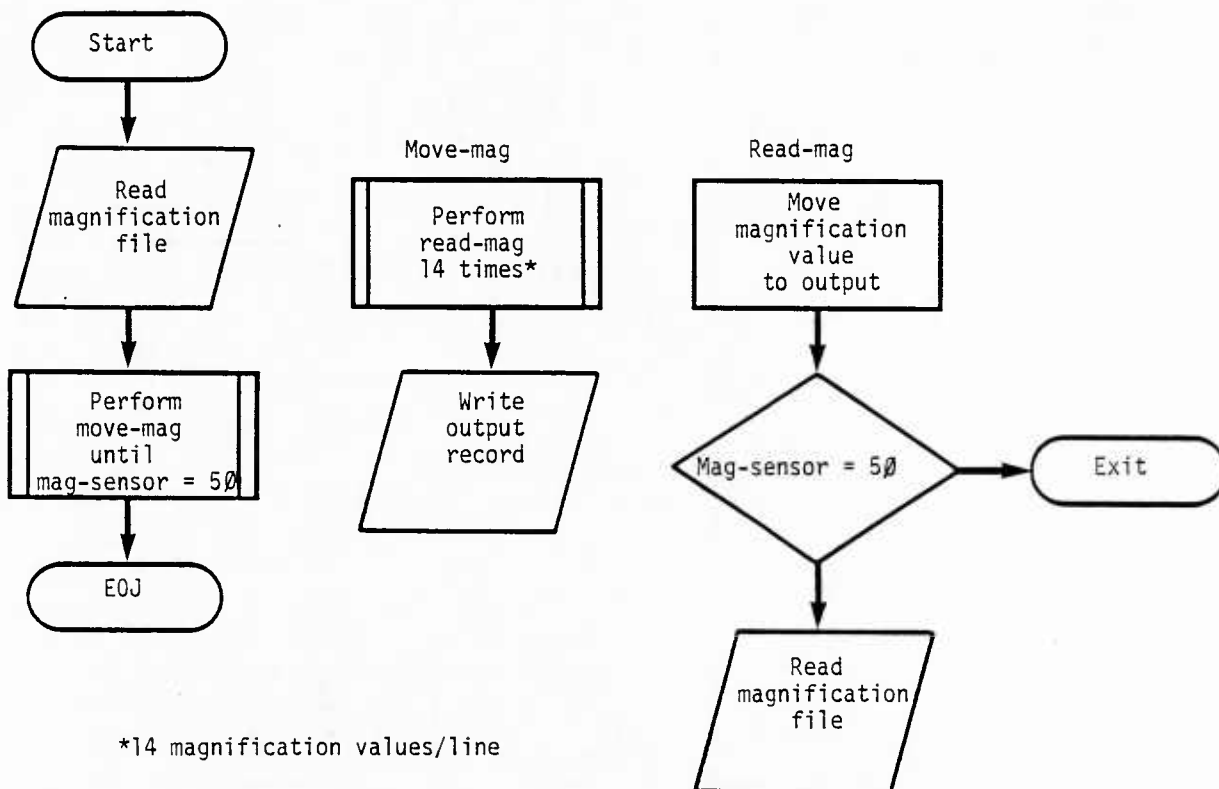 Start
Read
magnification
file
Perform
move-mag
until
mag-sensor = 5Ø
EOJ
Move-mag
Perform
read-mag
14 times*
Write
output
record
Read-mag
Move
magnification
value
to output
Mag-sensor = 5Ø
Exit
Read
magnification
file
*14 magnification values/line